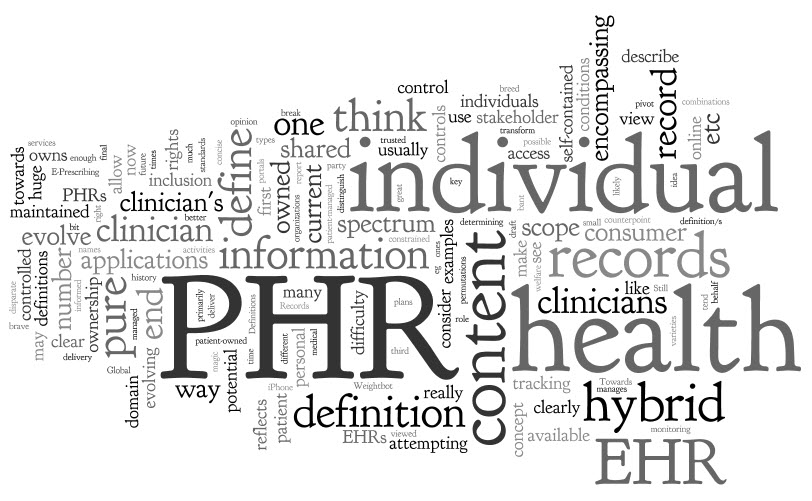 encompassing
describe
control
individuals
breed
self-contained
conditions
record
pivot
combinations
controls
use
stakeholder
view
online
etc
opinion
break
think
one
trusted
usually
transform
possible
access
idea
services
towards
owns
enough
final
huge
E-Prescribing
now
future
times
much
standards
rights
concise
define
types
shared
portals
report
party
individual
likely
key
allow
PHRs
inclusion
first
owned
organizations
current
patient-managed
distinguish
great
bant
maintained
right
clinician's
better
spectrum
determining
draft
small
counterpoint
definition/s
evolve
bit
clinician
constrained
scope
consumer
names
activities
applications
information
eg
ones
examples
permutations
make
see
welfare
records
disparate
controlled
definitions
number
informed
history
PHR
content
like
Still
tend
behalf
brave
may
clear
ownership
pure
managed
end
primarily
deliver
many
Records
Definitions
plans
difficulty
consider
role
clinicians
health
varieties
delivery
Global
domain
evolving
patient-owned
magic
time
different
personal
medical
third
way
potential
iPhone
Weightbot
really
tracking
Towards
manages
reflects
patient
definition
clearly
hybrid
EHRs
viewed
attempting
concept
available
monitoring
EHR